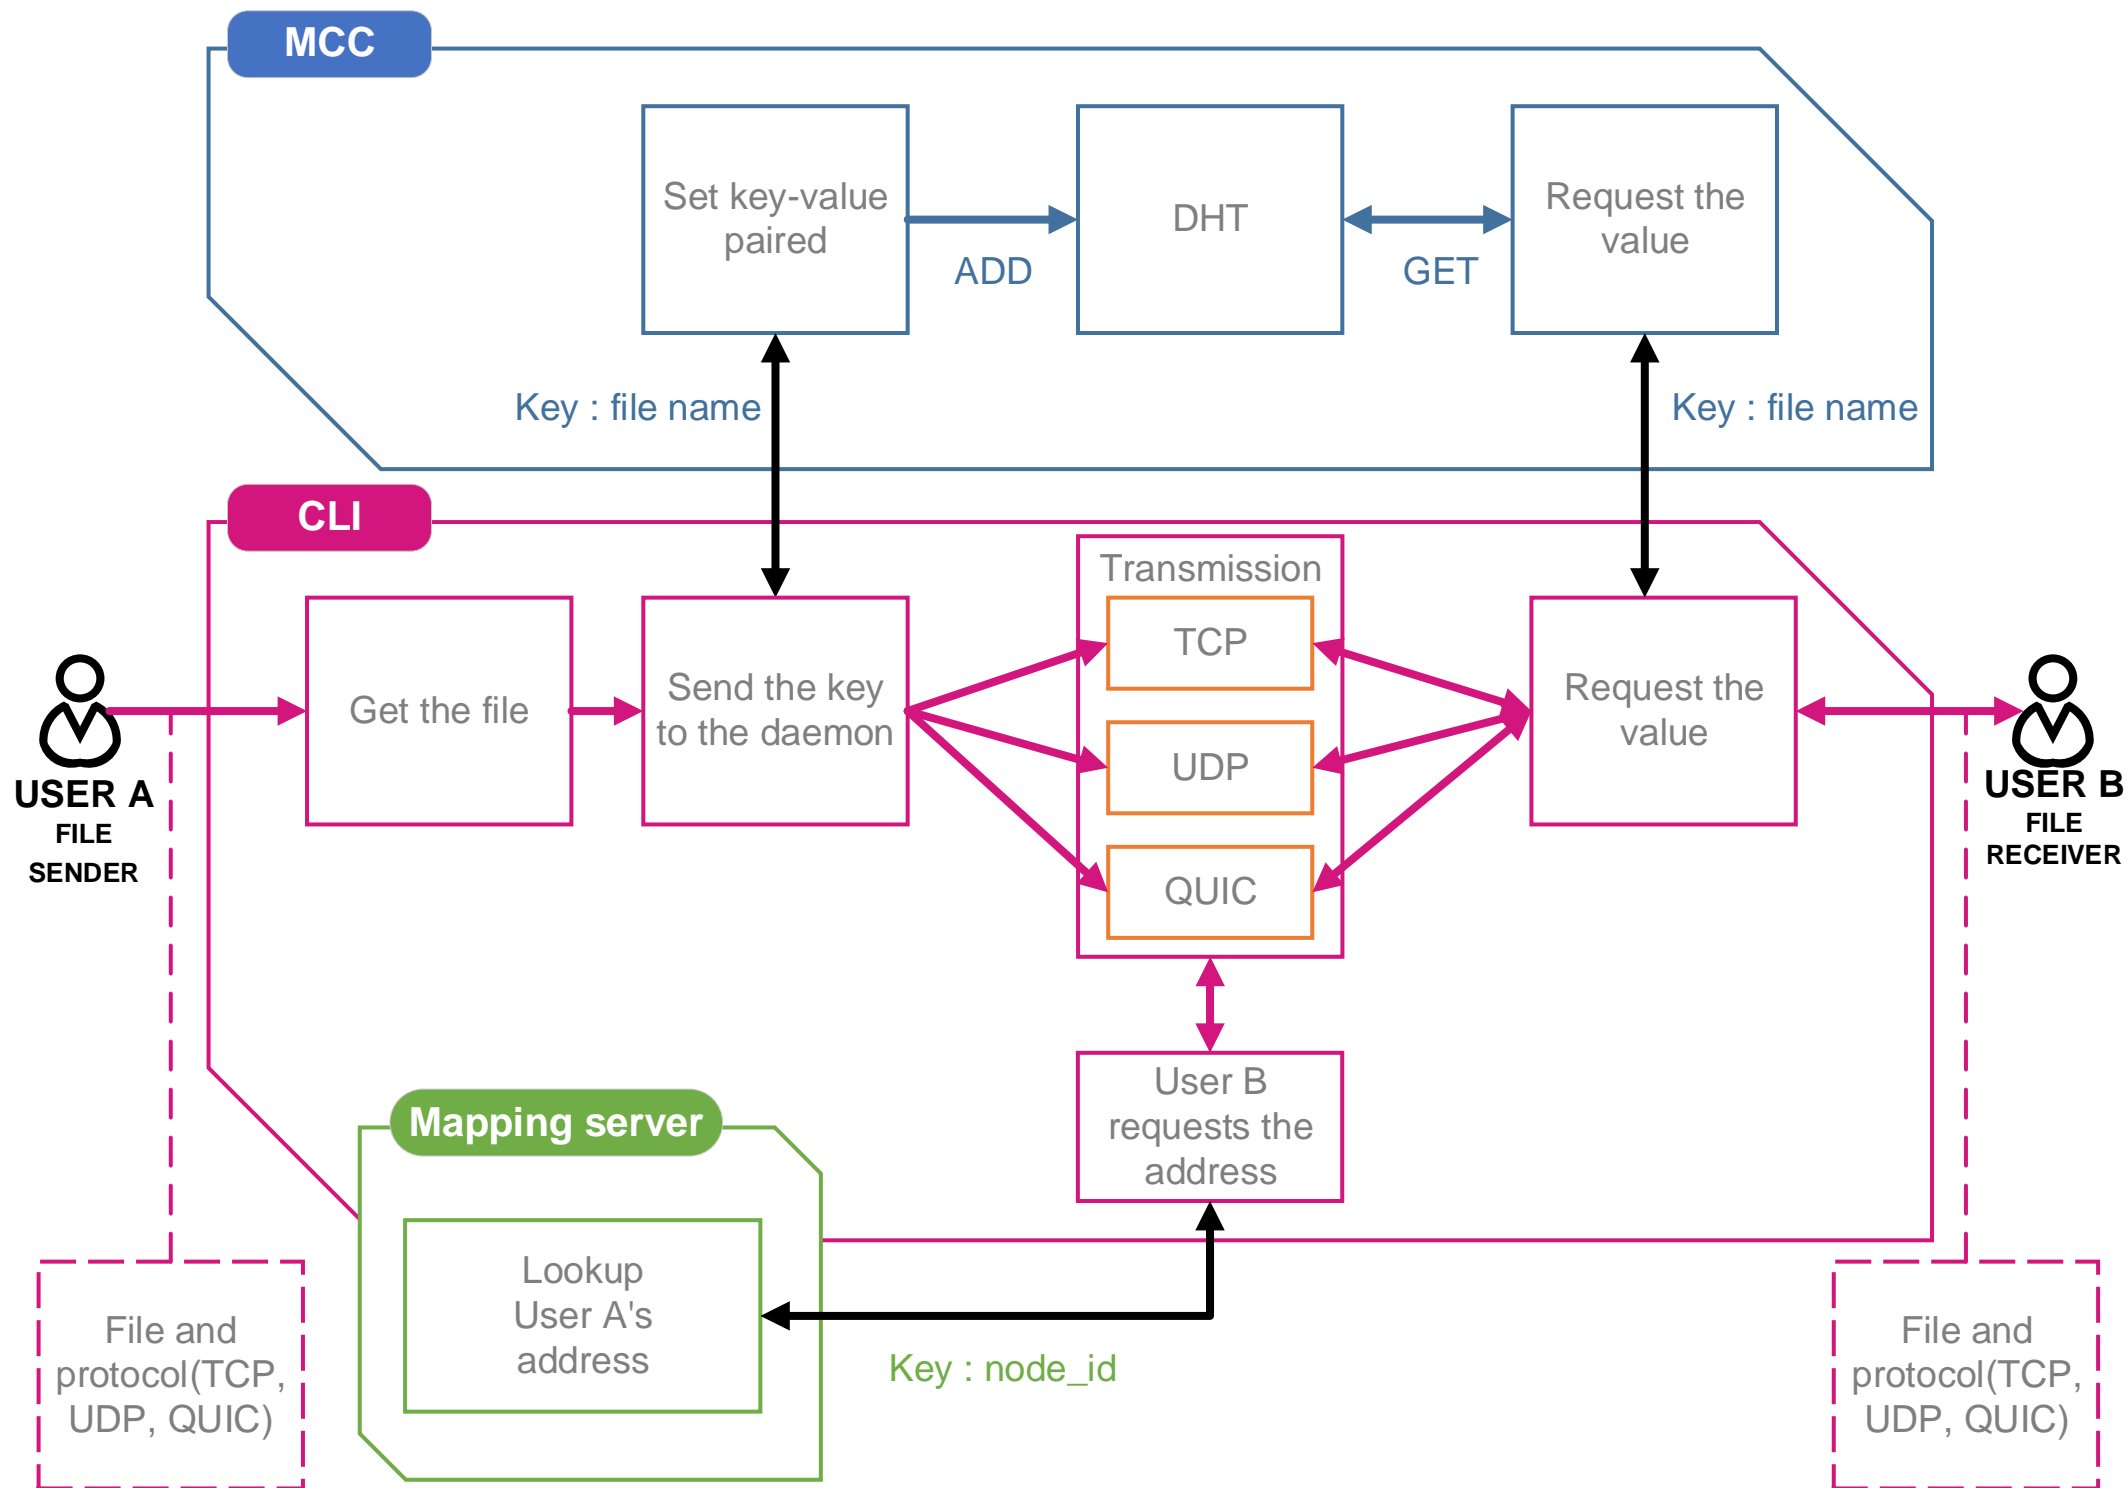 MCC
Set key-value
paired
ADD
DHT
GET
Request the
value
Key : file name
Key : file name
CLI
Transmission
TCP
UDP
QUIC
Get the file
Send the key
to the daemon
Request the
value
USER A
FILE
SENDER
USER B
FILE
RECEIVER
User B
requests the
address
Mapping server
Lookup
User A's
address
Key : node_id
File and
protocol(TCP,
UDP, QUIC)
File and
protocol(TCP,
UDP, QUIC)